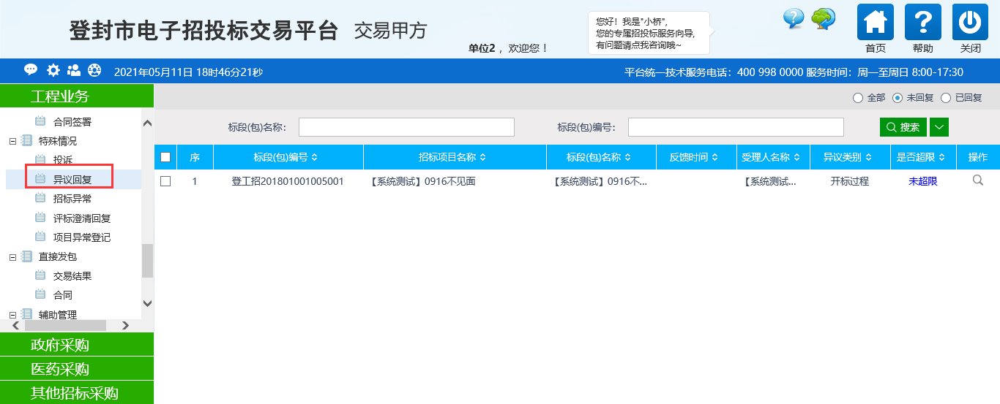 登封市电子招投标交易平台 交易甲方
单位2 ，欢迎您！
您好！我是"小桥"，
您的专属招投标服务向导，
有问题请点我咨询哦~
首页 帮助 关闭
2021年05月11日 18时46分21秒
平台统一技术服务电话：400 998 0000 服务时间：周一至周日 8:00-17:30
工程业务
合同签署
特殊情况
投诉
异议回复
招标异常
评标澄清回复
项目异常登记
直接发包
交易结果
合同
辅助管理
政府采购
医药采购
其他招标采购
全部 未回复 已回复
标段(包)名称： 标段(包)编号： 搜索
序 标段(包)编号 招标项目名称 标段(包)名称 反馈时间 受理人名称 异议类别 是否超限 操作
1 登工招201801001005001 【系统测试】0916不见面 【系统测试】0916不... 【系统测试... 开标过程 未超限